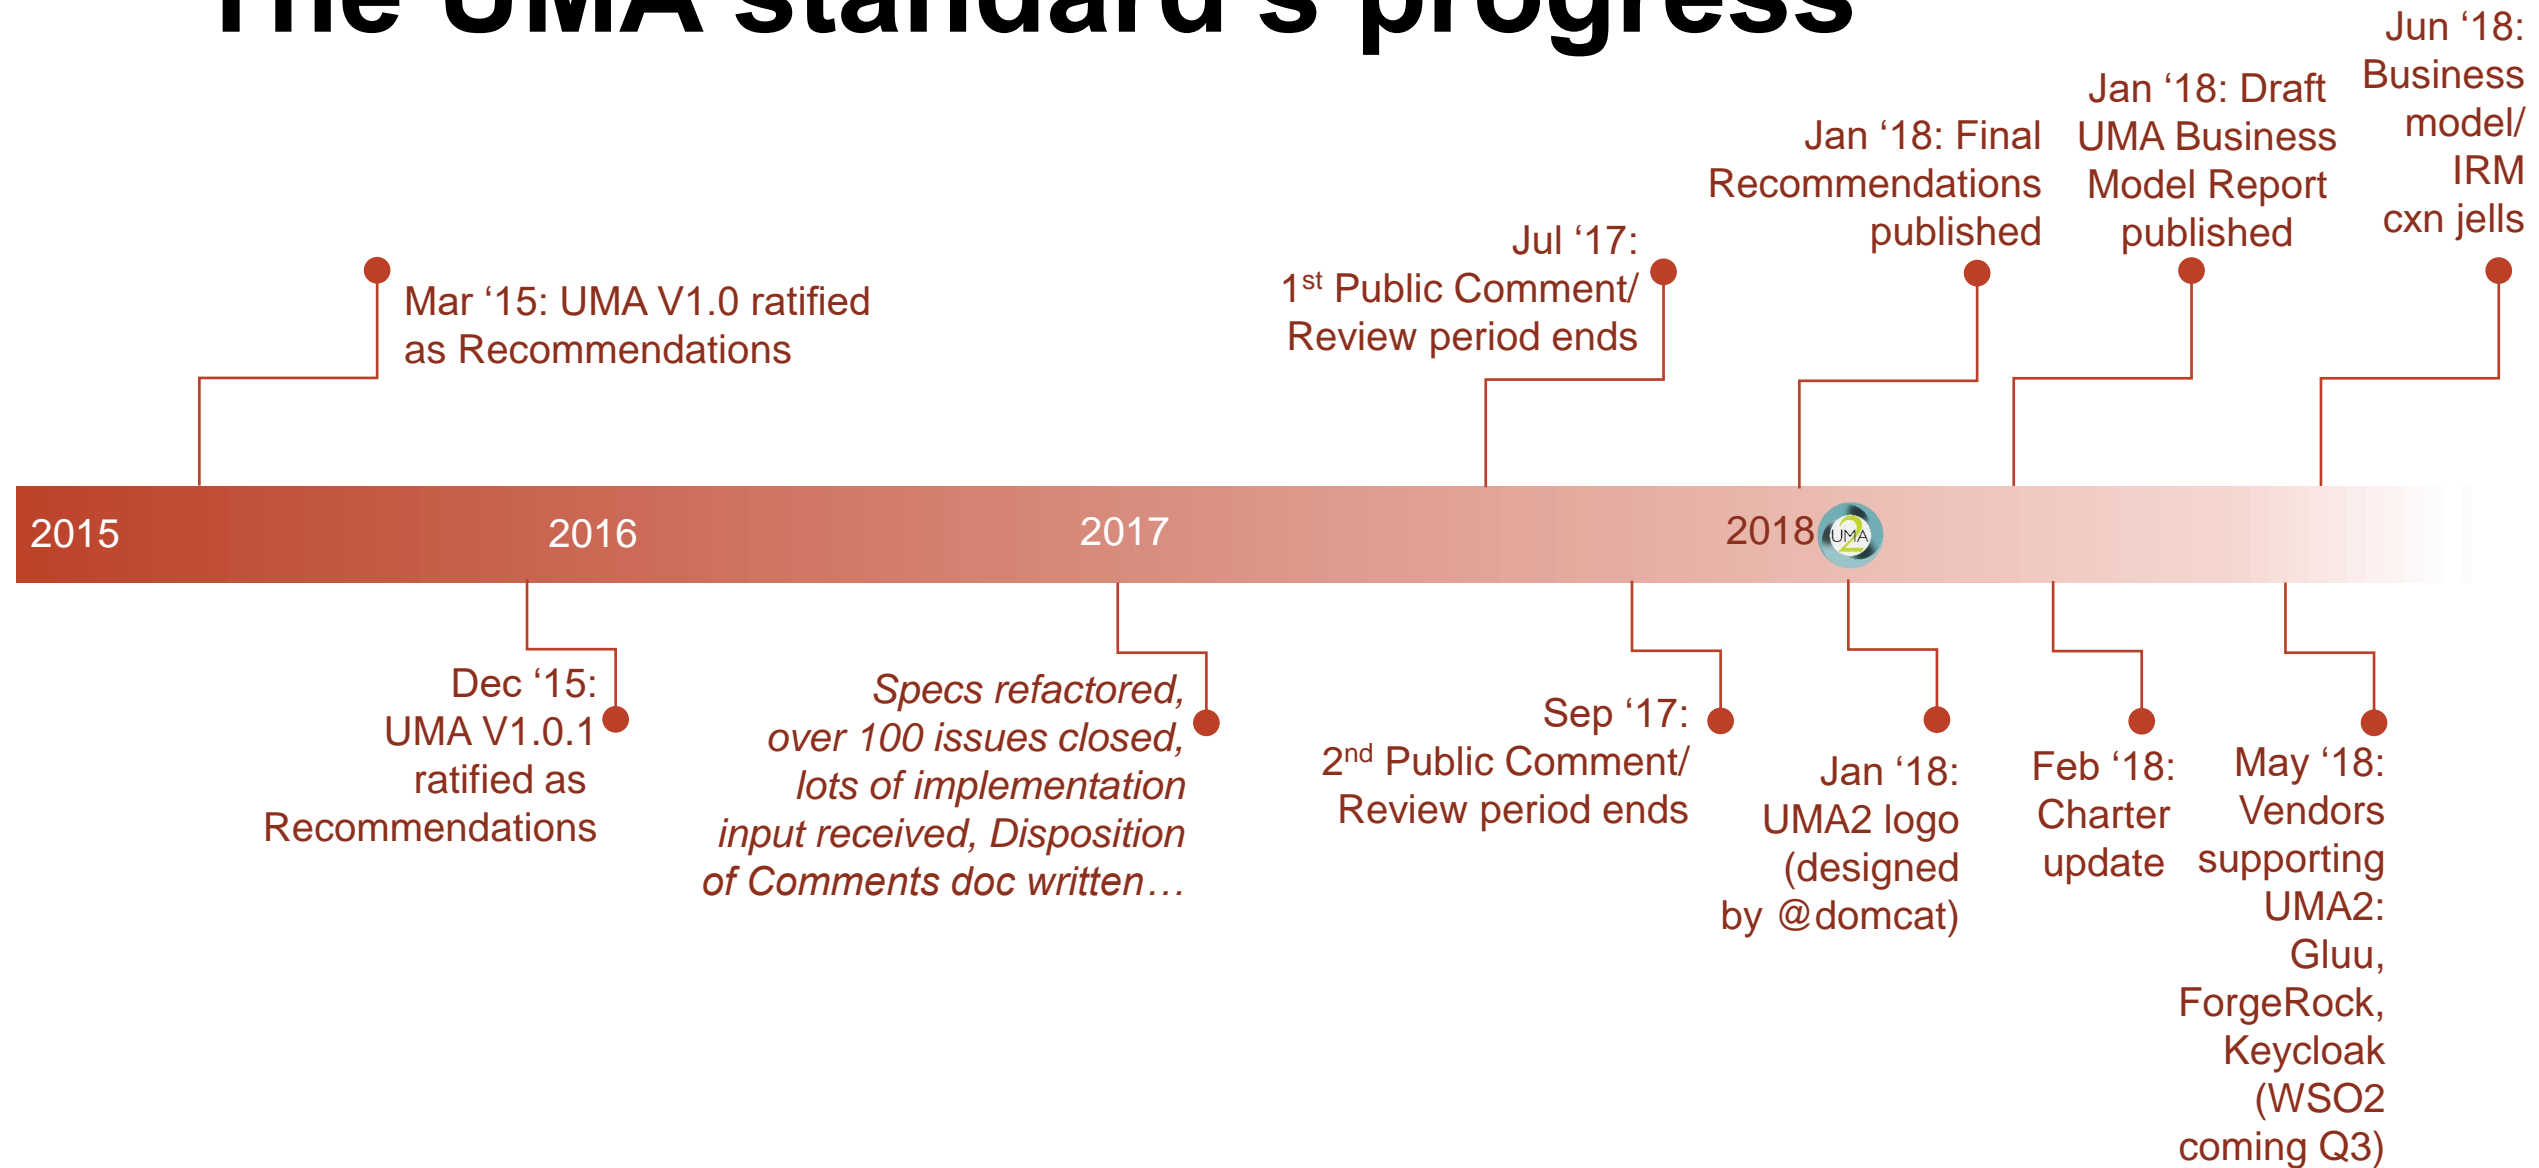 The UMA standard's progress
Jun ‘18:
Business
model/
IRM
cxn jells
Jan ‘18: Draft
UMA Business
Model Report
published
Jan ‘18: Final
Recommendations
published
Jul ‘17:
1st Public Comment/
Review period ends
Mar ‘15: UMA V1.0 ratified
as Recommendations
2015
2016
2017
2018
UMA
2
Dec ‘15:
UMA V1.0.1
ratified as
Recommendations
Specs refactored,
over 100 issues closed,
lots of implementation
input received, Disposition
of Comments doc written…
Sep ‘17:
2nd Public Comment/
Review period ends
Jan ‘18:
UMA2 logo
(designed
by @domcat)
Feb ‘18:
Charter
update
May ‘18:
Vendors
supporting
UMA2:
Gluu,
ForgeRock,
Keycloak
(WSO2
coming Q3)